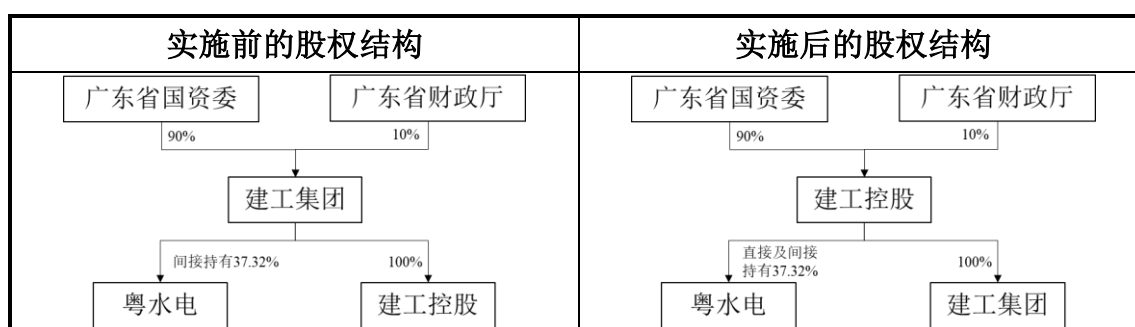 实施前的股权结构
实施后的股权结构
广东省国资委
广东省财政厅
90%
10%
建工集团
间接持有37.32%
100%
粤水电
建工控股
广东省国资委
广东省财政厅
90%
10%
建工控股
直接及间接
持有37.32%
100%
粤水电
建工集团